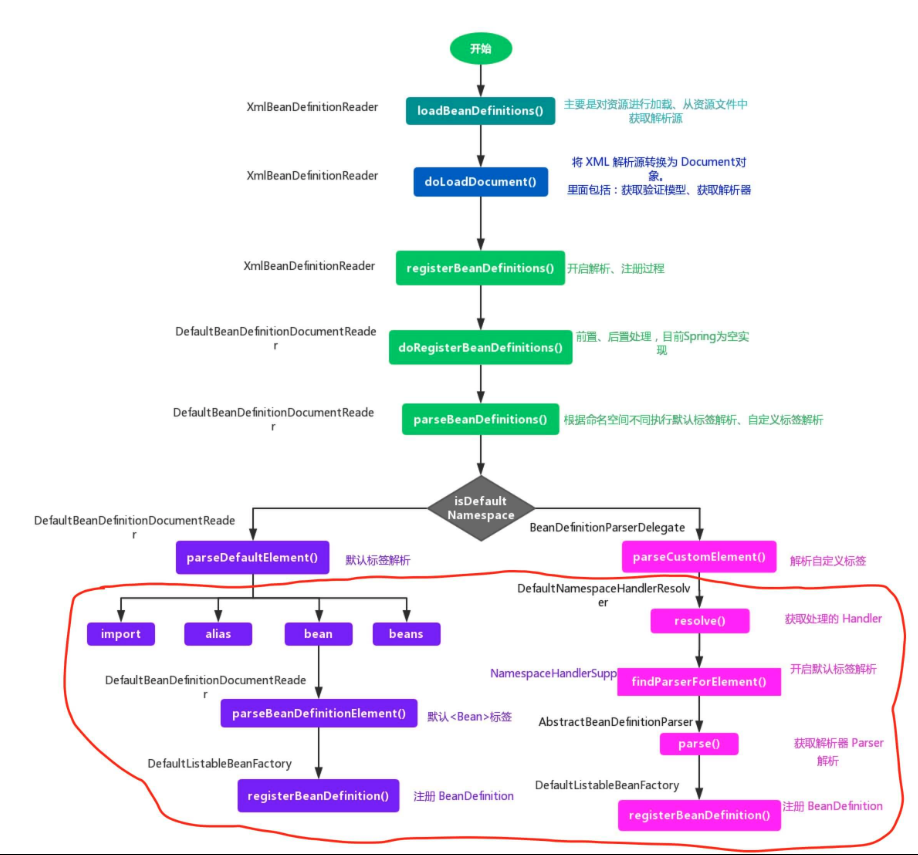 开始
XmlBeanDefinitionReader
loadBeanDefinitions()
主要是对资源进行加载、从资源文件中
获取解析源
XmlBeanDefinitionReader
doLoadDocument()
将 XML 解析源转换为 Document对
象，
里面包括：获取验证模型、获取解析器
XmlBeanDefinitionReader
registerBeanDefinitions()
开启解析、注册过程
DefaultBeanDefinitionDocumentReade
r
doRegisterBeanDefinitions()
前置、后置处理，目前Spring为空实
现
DefaultBeanDefinitionDocumentReade
r
parseBeanDefinitions()
根据命名空间不同执行默认标签解析、自定义标签解析
isDefault
Namespace
DefaultBeanDefinitionDocumentReade
r
parseDefaultElement()
默认标签解析
BeanDefinitionParserDelegate
parseCustomElement()
解析自定义标签
import
alias
bean
beans
DefaultNamespaceHandlerResolv
er
resolve()
获取处理的 Handler
DefaultBeanDefinitionDocumentReade
r
parseBeanDefinitionElement()
默认<Bean>标签
NamespaceHandlerSupp
findParserForElement()
开启默认标签解析
AbstractBeanDefinitionParser
parse()
获取解析器 Parser
解析
DefaultListableBeanFactory
registerBeanDefinition()
注册 BeanDefinition
DefaultListableBeanFactory
registerBeanDefinition()
注册 BeanDefinition